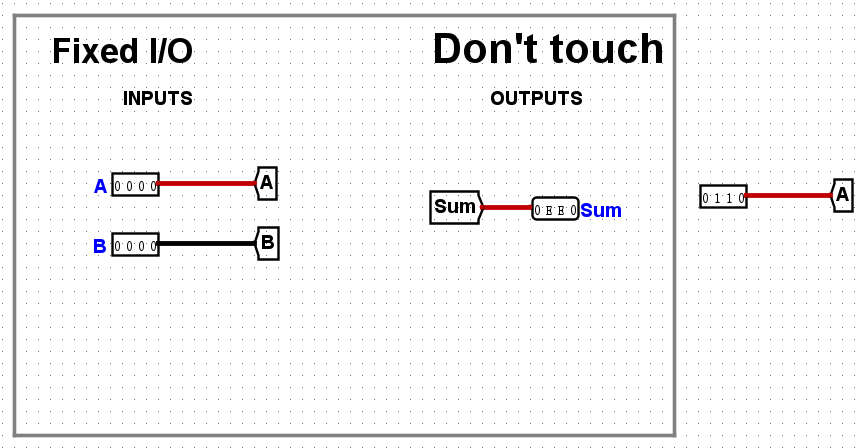 Fixed I/O
Don't touch
INPUTS
OUTPUTS
A 0 0 0 0 A
0 1 1 0 A
Sum 0 E E 0 Sum
B 0 0 0 0 B